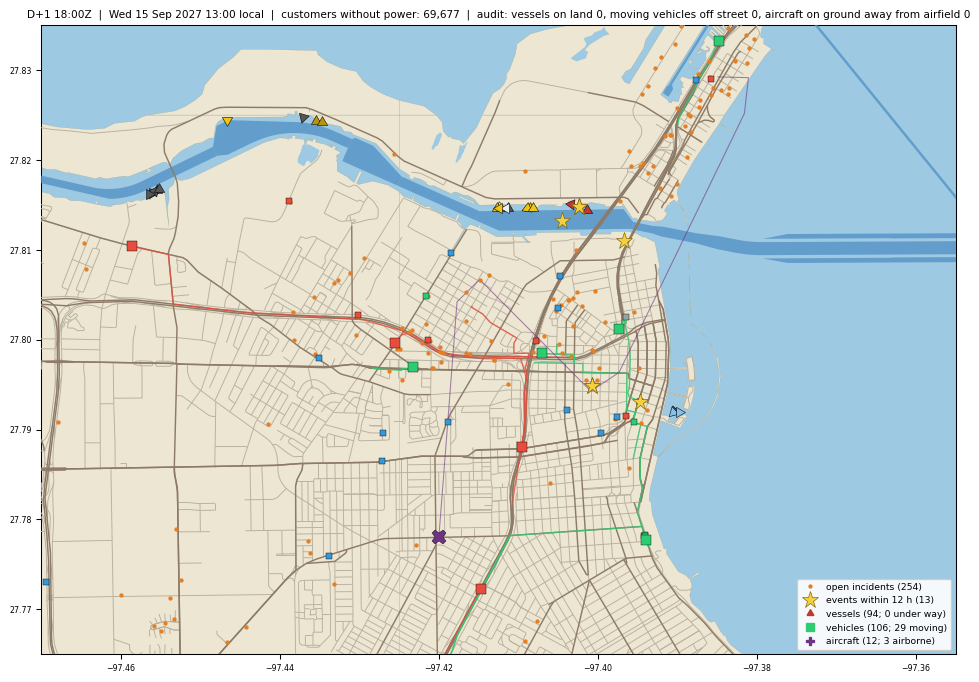 D+1 18:00Z | Wed 15 Sep 2027 13:00 local | customers without power: 69,677 | audit: vessels on land 0, moving vehicles off street 0, aircraft on ground away from airfield 0
27.83
27.82
27.81
27.80
27.79
27.78
27.77
−97.46
−97.44
−97.42
−97.40
−97.38
−97.36
open incidents (254)
events within 12 h (13)
vessels (94; 0 under way)
vehicles (106; 29 moving)
aircraft (12; 3 airborne)